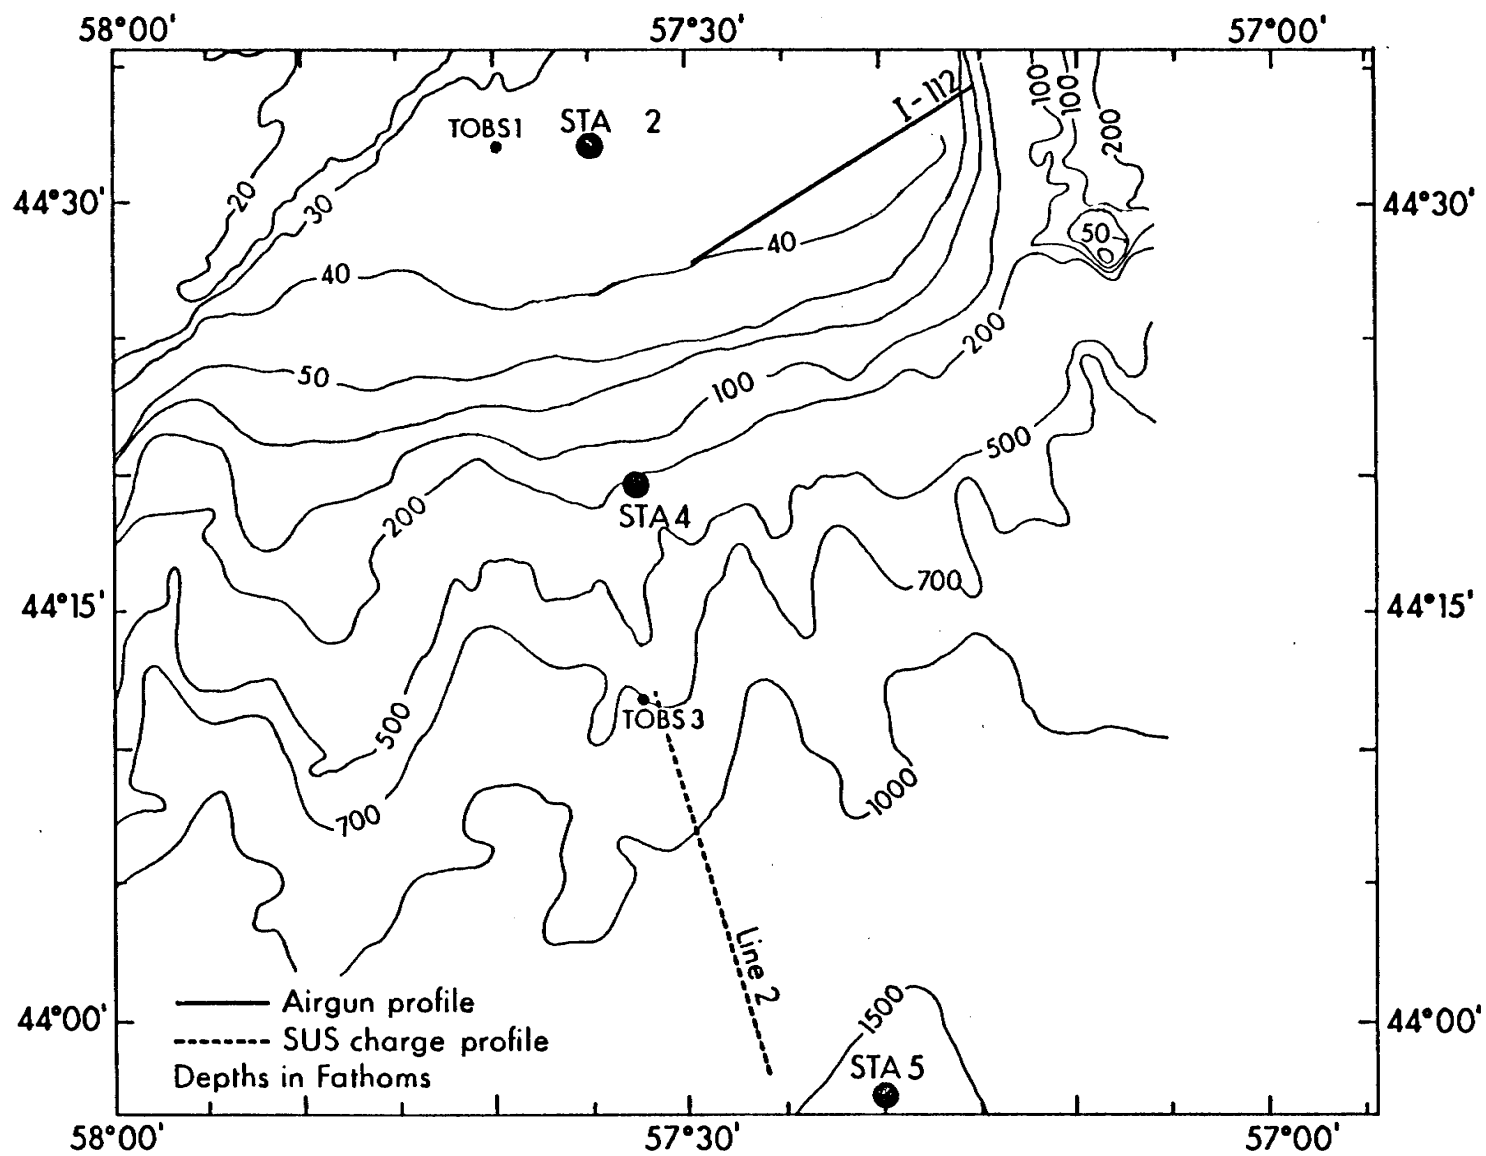 58°00' 57°30' 57°00'
I-112
100 100 200
TOBS1 STA 2
20
30
44°30' 44°30'
50
40
40
200
50
100
500
200
STA 4
700
44°15' 44°15'
500
TOBS 3
1000
700
Line 2
1500
Airgun profile
44°00' 44°00'
SUS charge profile
STA 5
Depths in Fathoms
58°00' 57°30' 57°00'